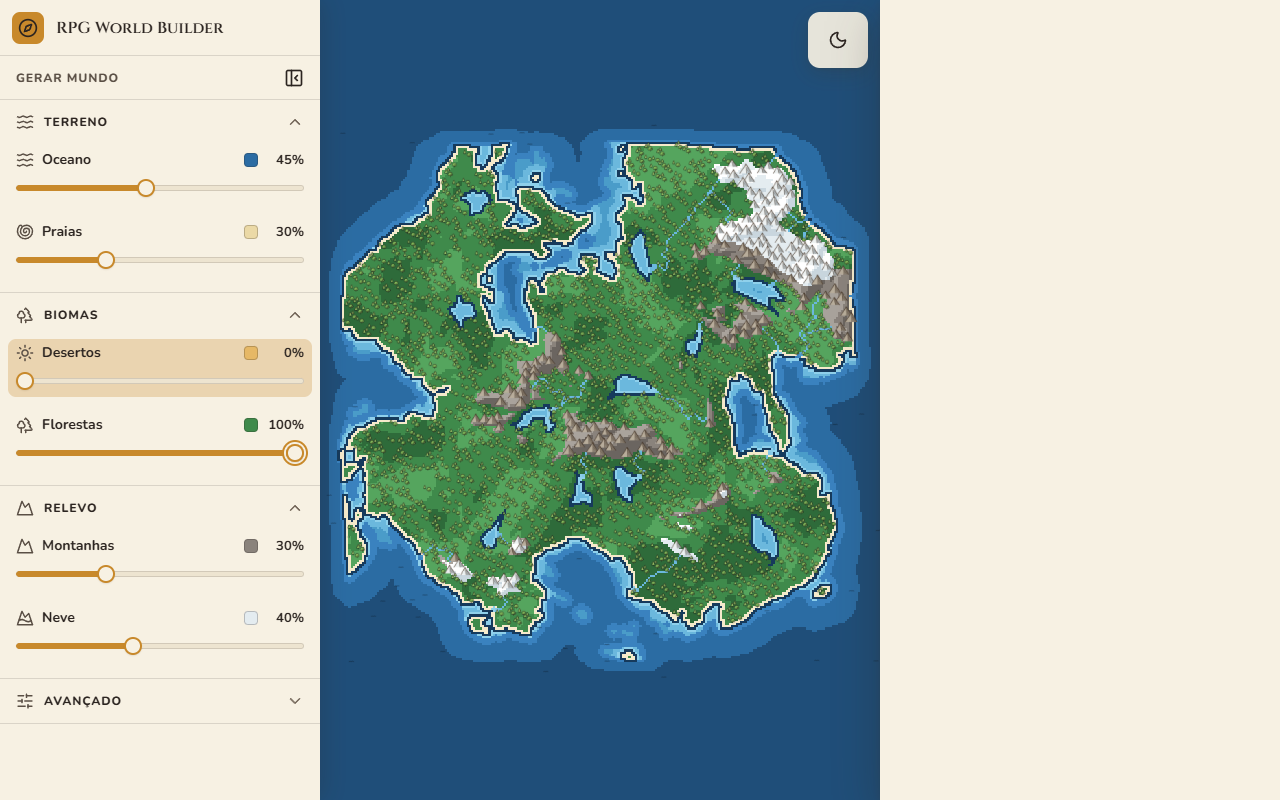 RPG World Builder
GERAR MUNDO
TERRENO
Oceano 45%
Praias 30%
BIOMAS
Desertos 0%
Florestas 100%
RELEVO
Montanhas 30%
Neve 40%
AVANÇADO